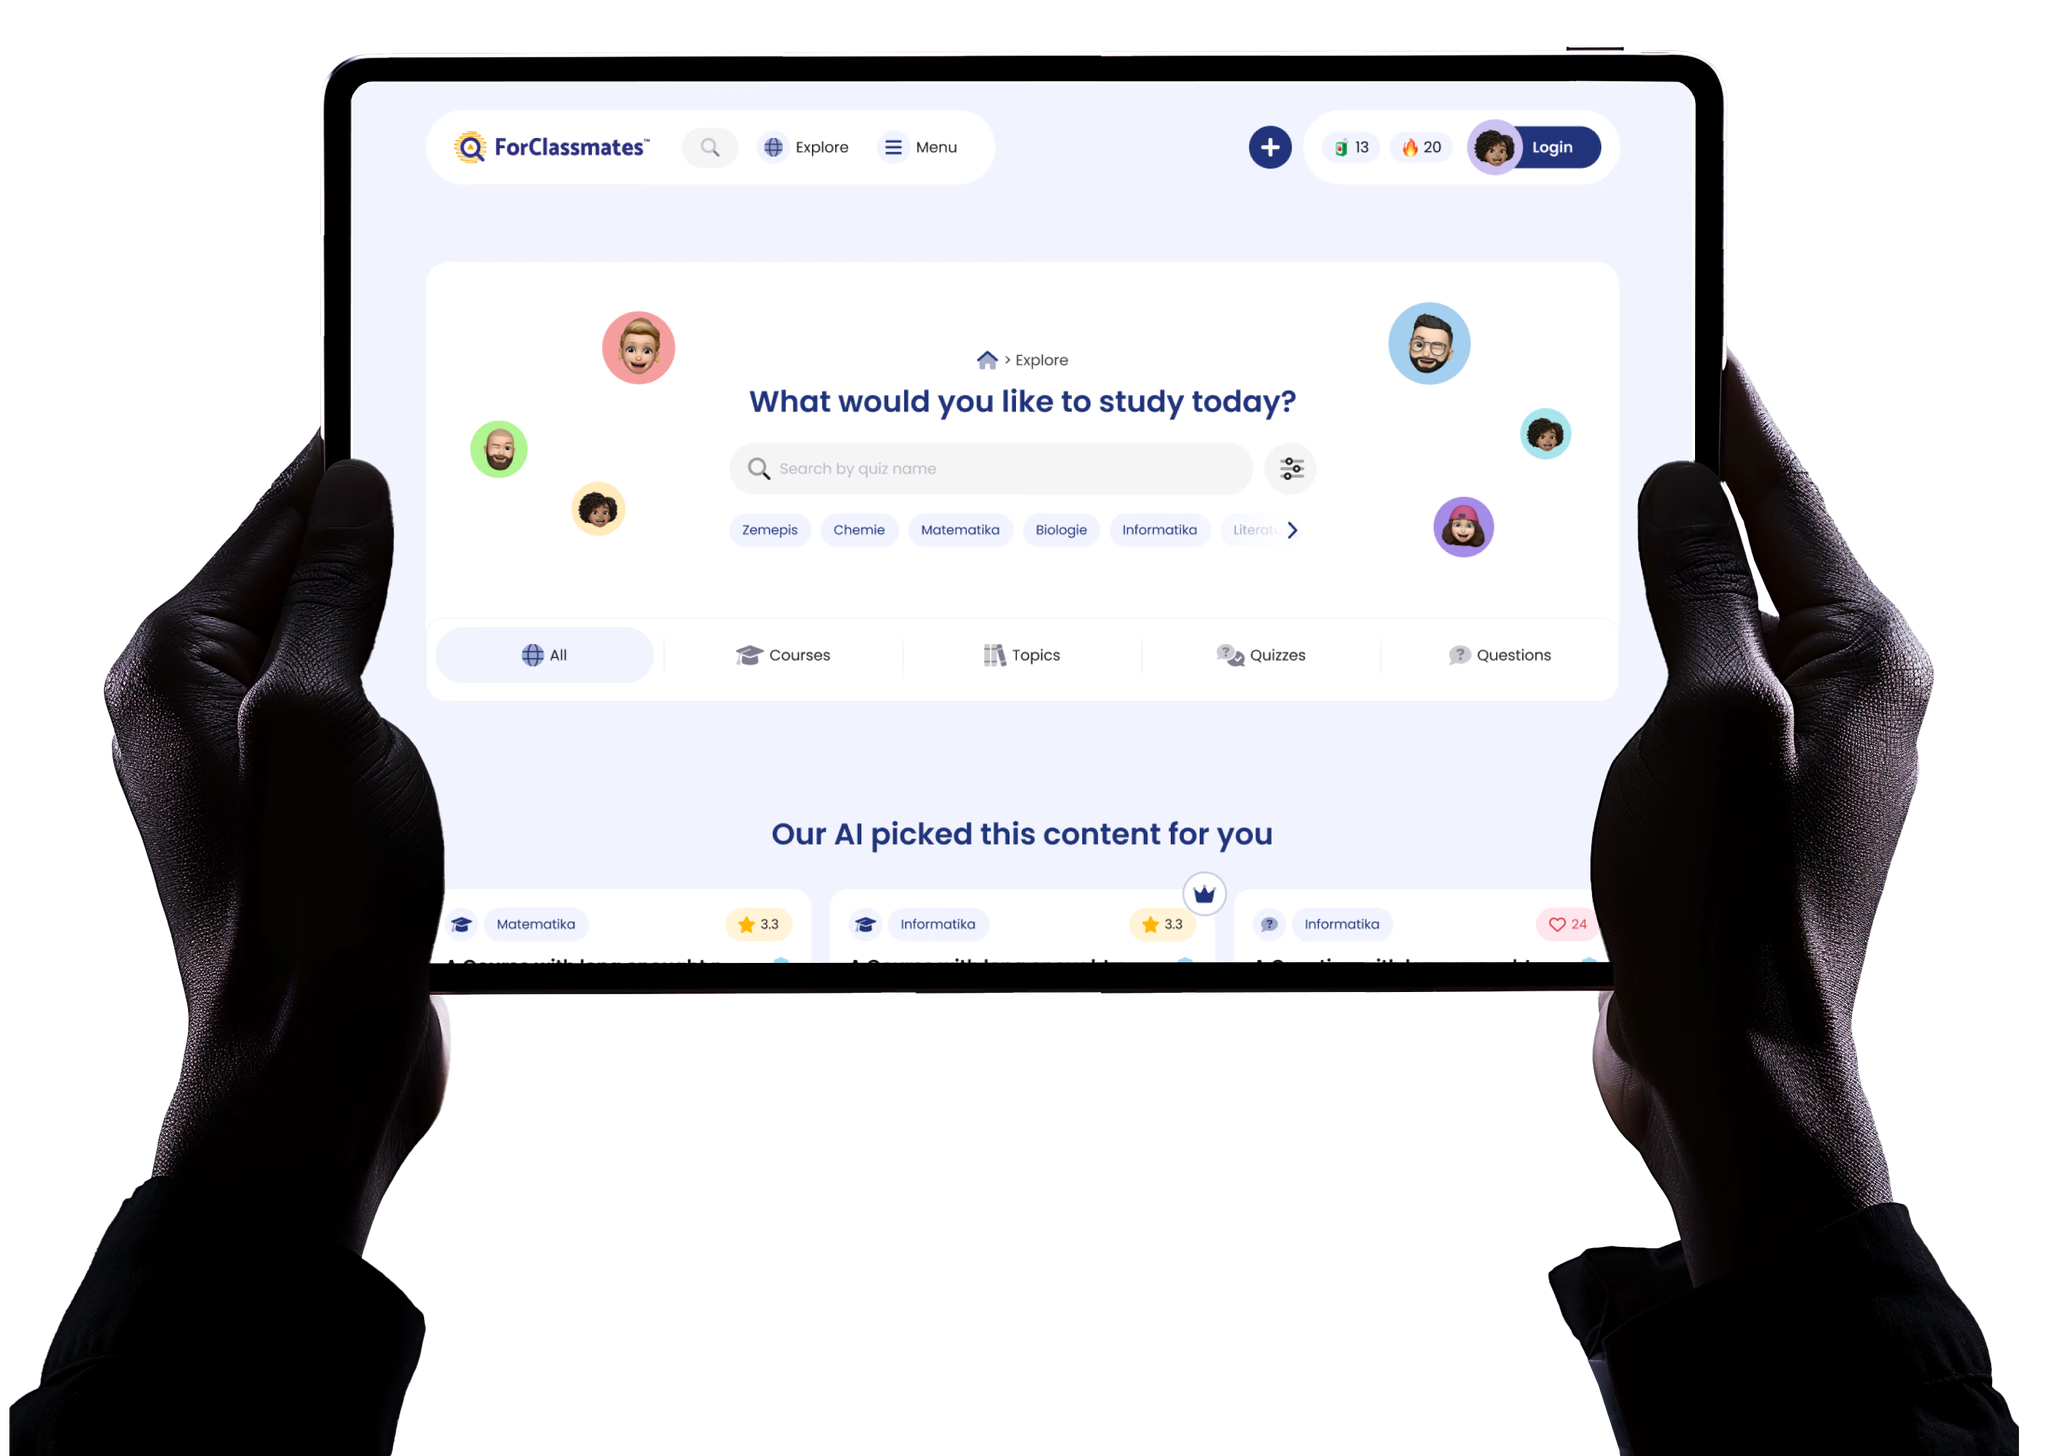 ForClassmates™
Explore
Menu
13
20
Login
> Explore
What would you like to study today?
Search by quiz name
Zemepis
Chemie
Matematika
Biologie
Informatika
All
Courses
Topics
Quizzes
Questions
Our AI picked this content for you
Matematika
3.3
Informatika
3.3
Informatika
24